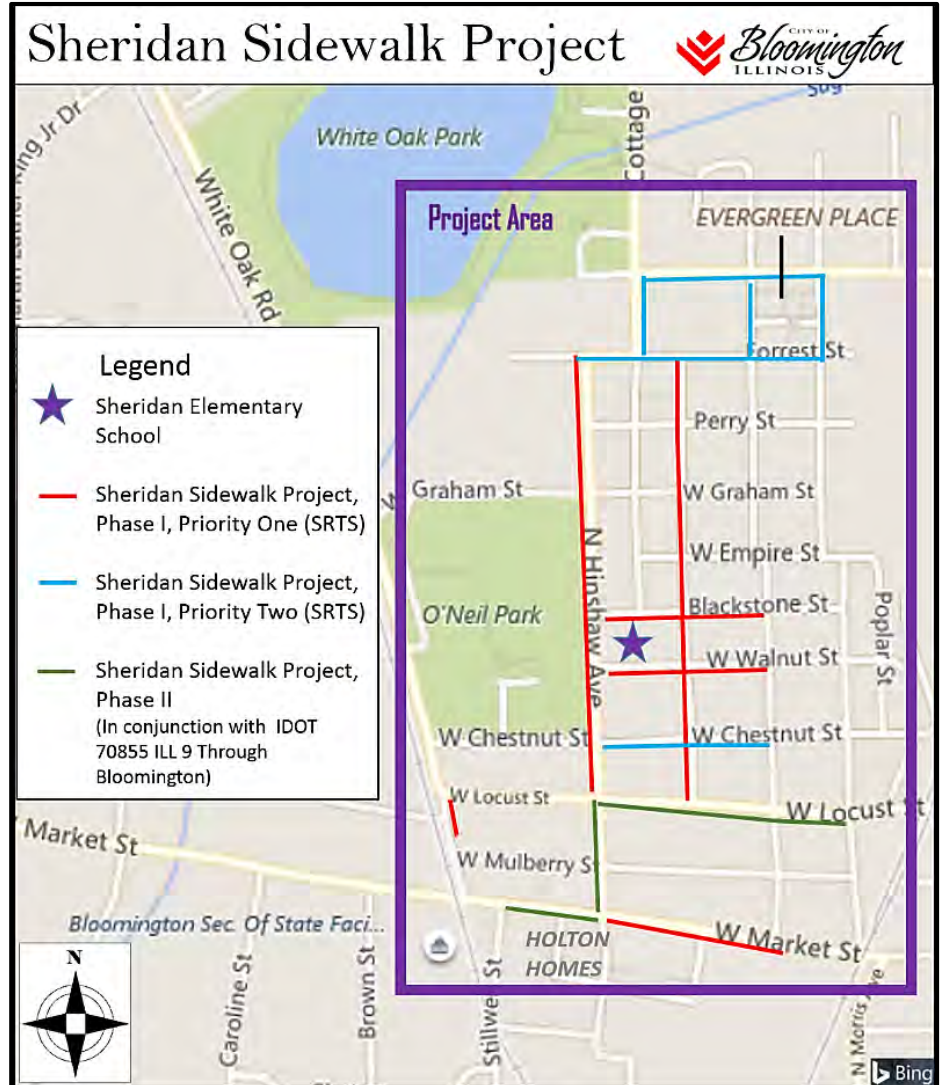 Sheridan Sidewalk Project
CITY OF
Bloomington
ILLINOIS
White Oak Park
Cottage
White Oak Rd
Project Area
EVERGREEN PLACE
Forrest St
Legend
Sheridan Elementary
School
Sheridan Sidewalk Project,
Phase I, Priority One (SRTS)
Sheridan Sidewalk Project,
Phase I, Priority Two (SRTS)
Sheridan Sidewalk Project,
Phase II
(In conjunction with IDOT
70855 ILL 9 Through
Bloomington)
Perry St
Graham St
W Graham St
N Hinshaw Ave
W Empire St
Blackstone St
O'Neil Park
Poplar St
W Walnut St
W Chestnut St
W Chestnut St
W Locust St
W Locust St
Market St
W Mulberry St
Bloomington Sec. Of State Faci...
W Market St
HOLTON
HOMES
N
Caroline St
Brown St
Stillwe
St
N Morris Ave
Bing